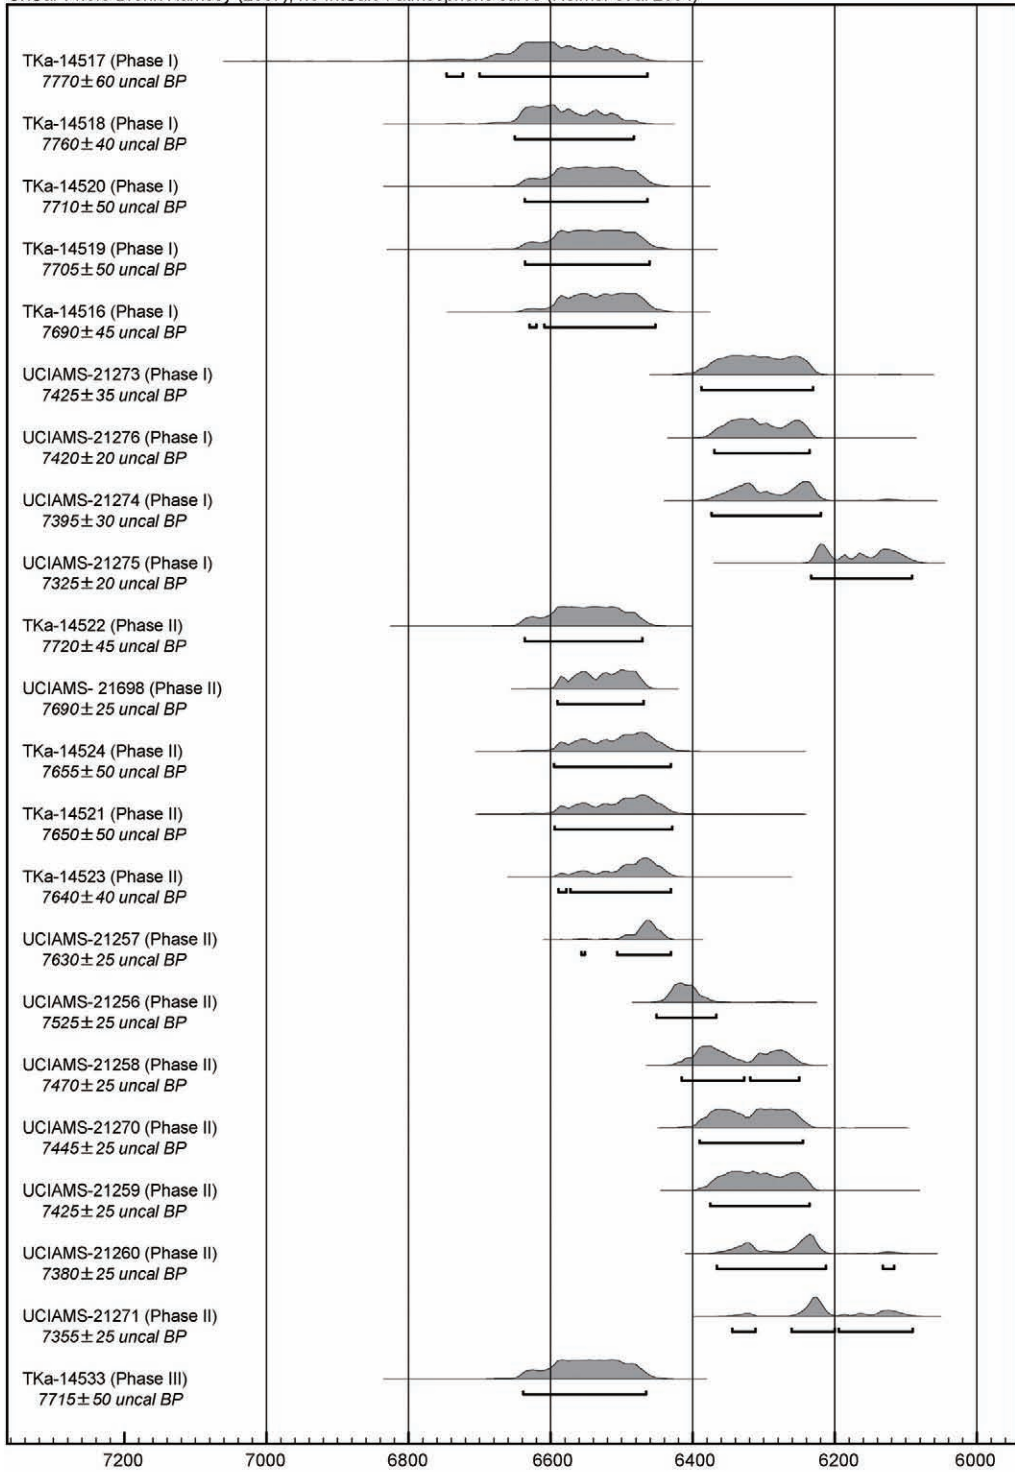 TKa-14517 (Phase I)
7770±60 uncal BP
TKa-14518 (Phase I)
7760±40 uncal BP
TKa-14520 (Phase I)
7710±50 uncal BP
TKa-14519 (Phase I)
7705±50 uncal BP
TKa-14516 (Phase I)
7690±45 uncal BP
UCIAMS-21273 (Phase I)
7425±35 uncal BP
UCIAMS-21276 (Phase I)
7420±20 uncal BP
UCIAMS-21274 (Phase I)
7395±30 uncal BP
UCIAMS-21275 (Phase I)
7325±20 uncal BP
TKa-14522 (Phase II)
7720±45 uncal BP
UCIAMS- 21698 (Phase II)
7690±25 uncal BP
TKa-14524 (Phase II)
7655±50 uncal BP
TKa-14521 (Phase II)
7650±50 uncal BP
TKa-14523 (Phase II)
7640±40 uncal BP
UCIAMS-21257 (Phase II)
7630±25 uncal BP
UCIAMS-21256 (Phase II)
7525±25 uncal BP
UCIAMS-21258 (Phase II)
7470±25 uncal BP
UCIAMS-21270 (Phase II)
7445±25 uncal BP
UCIAMS-21259 (Phase II)
7425±25 uncal BP
UCIAMS-21260 (Phase II)
7380±25 uncal BP
UCIAMS-21271 (Phase II)
7355±25 uncal BP
TKa-14533 (Phase III)
7715±50 uncal BP
7200 7000 6800 6600 6400 6200 6000